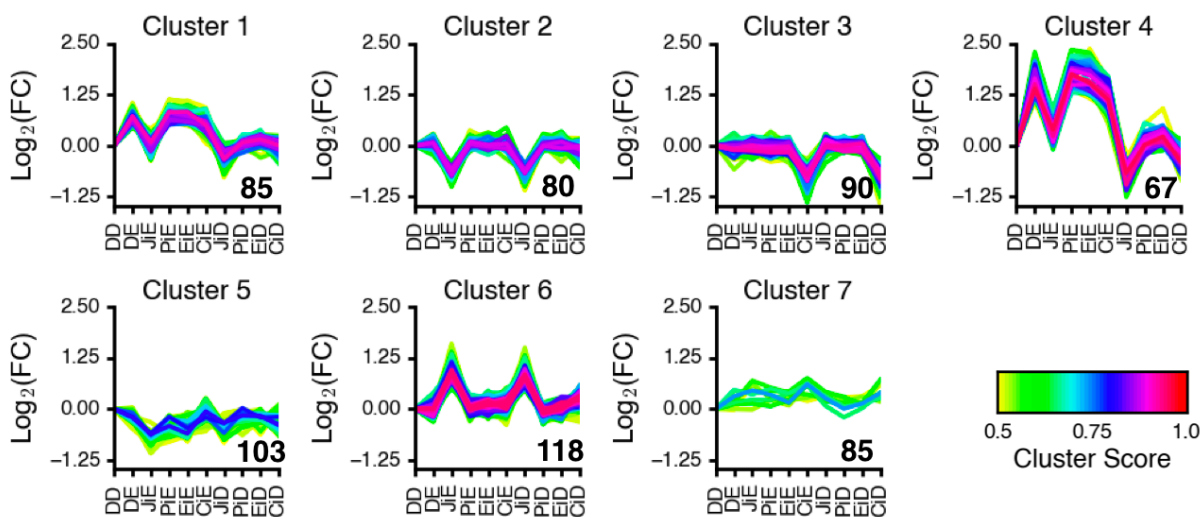 Cluster 1
Log2(FC)
2.50
1.25
0.00
−1.25
85
DD DE JiE PiE EiE CiE JiD PiD EiD CiD
Cluster 2
Log2(FC)
2.50
1.25
0.00
−1.25
80
DD DE JiE PiE EiE CiE JiD PiD EiD CiD
Cluster 3
Log2(FC)
2.50
1.25
0.00
−1.25
90
DD DE JiE PiE EiE CiE JiD PiD EiD CiD
Cluster 4
Log2(FC)
2.50
1.25
0.00
−1.25
67
DD DE JiE PiE EiE CiE JiD PiD EiD CiD
Cluster 5
Log2(FC)
2.50
1.25
0.00
−1.25
103
DD DE JiE PiE EiE CiE JiD PiD EiD CiD
Cluster 6
Log2(FC)
2.50
1.25
0.00
−1.25
118
DD DE JiE PiE EiE CiE JiD PiD EiD CiD
Cluster 7
Log2(FC)
2.50
1.25
0.00
−1.25
85
DD DE JiE PiE EiE CiE JiD PiD EiD CiD
0.5 0.75 1.0
Cluster Score